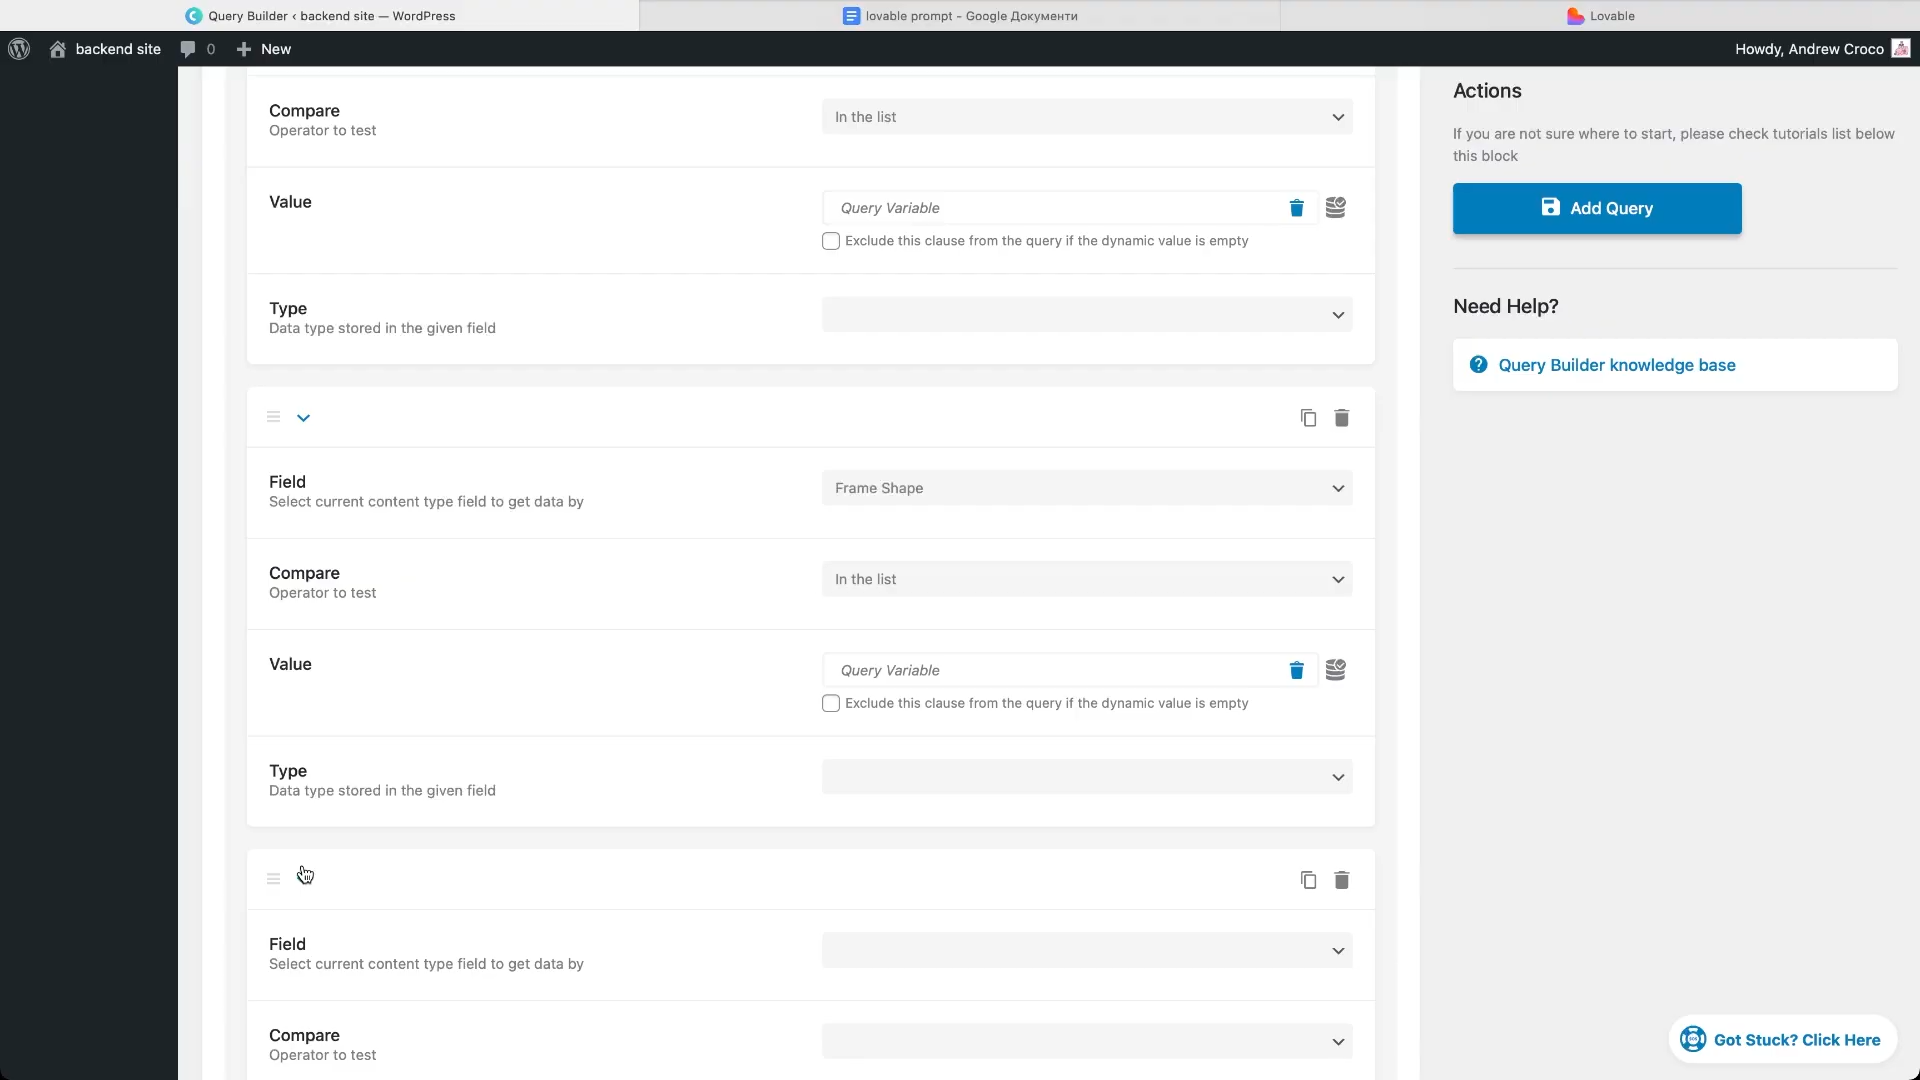 Query Builder ‹ backend site — WordPress
lovable prompt - Google Документи
Lovable
backend site
0
New
Howdy, Andrew Croco
Compare
Operator to test
In the list
Value
Query Variable
Exclude this clause from the query if the dynamic value is empty
Type
Data type stored in the given field
Field
Select current content type field to get data by
Frame Shape
Compare
Operator to test
In the list
Value
Query Variable
Exclude this clause from the query if the dynamic value is empty
Type
Data type stored in the given field
Field
Select current content type field to get data by
Compare
Operator to test
Actions
If you are not sure where to start, please check tutorials list below
this block
Add Query
Need Help?
Query Builder knowledge base
Got Stuck? Click Here